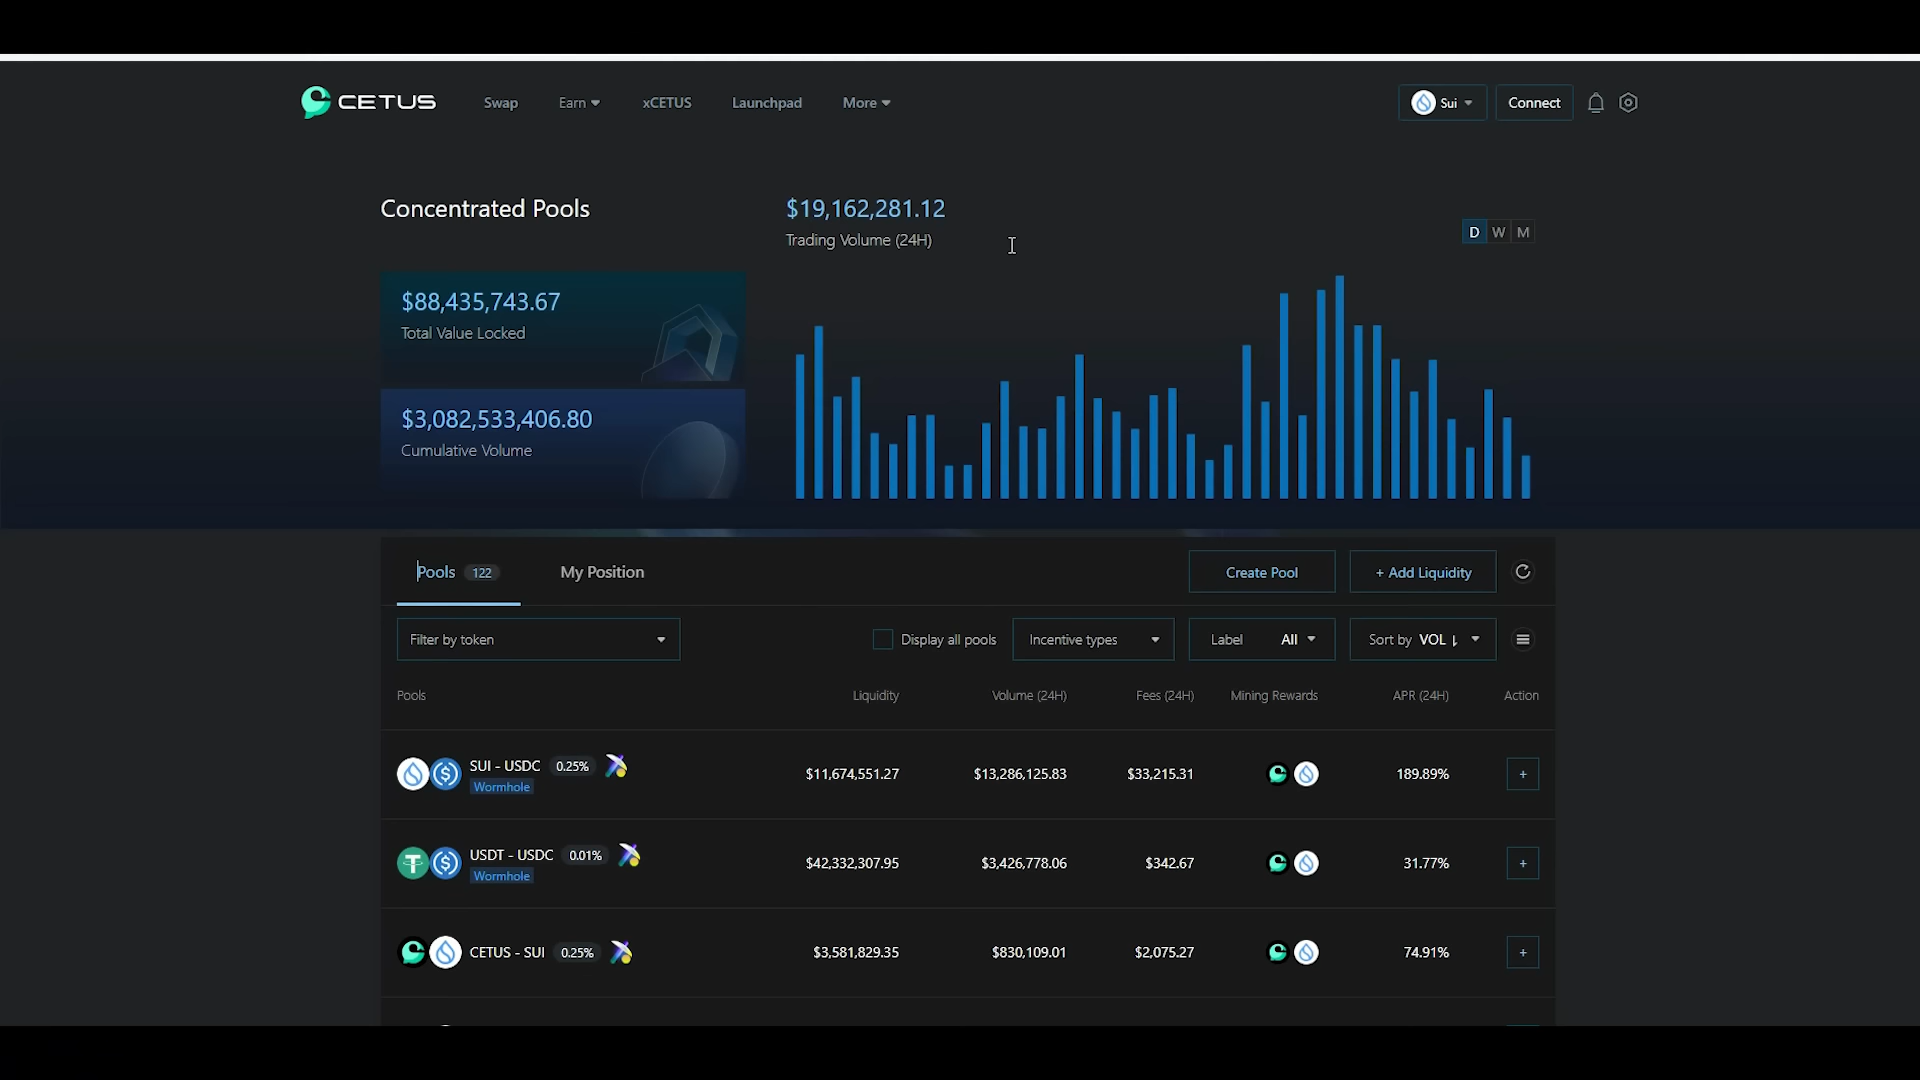 CETUS Swap Earn xCETUS Launchpad More Sui Connect
Concentrated Pools
$19,162,281.12
Trading Volume (24H)
D W M
$88,435,743.67
Total Value Locked
$3,082,533,406.80
Cumulative Volume
Pools 122 My Position Create Pool + Add Liquidity
Filter by token Display all pools Incentive types Label All Sort by VOL ↓
Pools Liquidity Volume (24H) Fees (24H) Mining Rewards APR (24H) Action
SUI - USDC 0.25% $11,674,551.27 $13,286,125.83 $33,215.31 189.89% +
Wormhole
USDT - USDC 0.01% $42,332,307.95 $3,426,778.06 $342.67 31.77% +
Wormhole
CETUS - SUI 0.25% $3,581,829.35 $830,109.01 $2,075.27 74.91% +